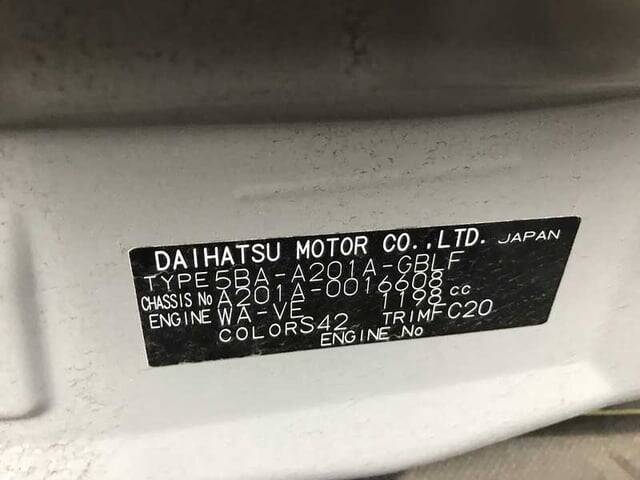 DAIHATSU MOTOR CO.,LTD. JAPAN
TYPE 5BA-A201A-GBLF
CHASSIS No A201A-0016608
ENGINE WA-VE 1198 cc
COLOR S42 TRIM FC20
ENGINE No